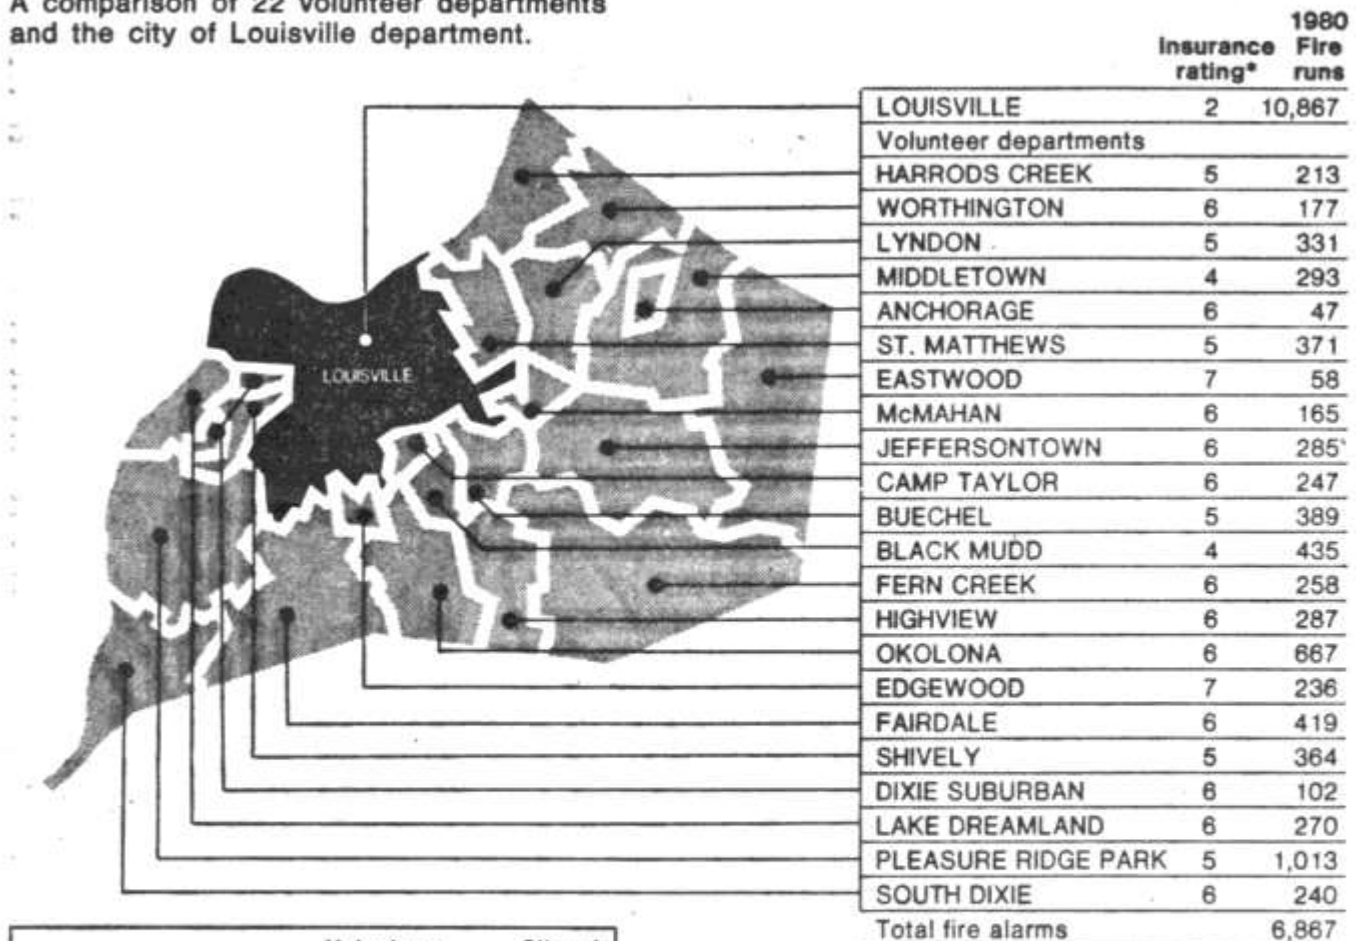 A comparison of 22 volunteer departments
and the city of Louisville department.
Insurance rating* 1980 Fire runs
LOUISVILLE 2 10,867
Volunteer departments
HARRODS CREEK 5 213
WORTHINGTON 6 177
LYNDON 5 331
MIDDLETOWN 4 293
ANCHORAGE 6 47
ST. MATTHEWS 5 371
EASTWOOD 7 58
McMAHAN 6 165
JEFFERSONTOWN 6 285
CAMP TAYLOR 6 247
BUECHEL 5 389
BLACK MUDD 4 435
FERN CREEK 6 258
HIGHVIEW 6 287
OKOLONA 6 667
EDGEWOOD 7 236
FAIRDALE 6 419
SHIVELY 5 364
DIXIE SUBURBAN 6 102
LAKE DREAMLAND 6 270
PLEASURE RIDGE PARK 5 1,013
SOUTH DIXIE 6 240
Total fire alarms 6,867
LOUISVILLE